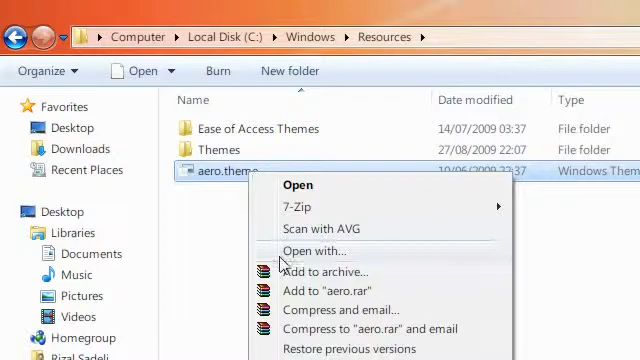 Computer ▸ Local Disk (C:) ▸ Windows ▸ Resources ▸
Organize Open Burn New folder
Name Date modified Type
Favorites
Desktop
Downloads
Recent Places
Desktop
Libraries
Documents
Music
Pictures
Videos
Homegroup
Rizal Sadeli
Ease of Access Themes 14/07/2009 03:37 File folder
Themes 27/08/2009 22:07 File folder
aero.theme 10/06/2009 22:37 Windows Them
Open
7-Zip
Scan with AVG
Open with...
Add to archive...
Add to "aero.rar"
Compress and email...
Compress to "aero.rar" and email
Restore previous versions